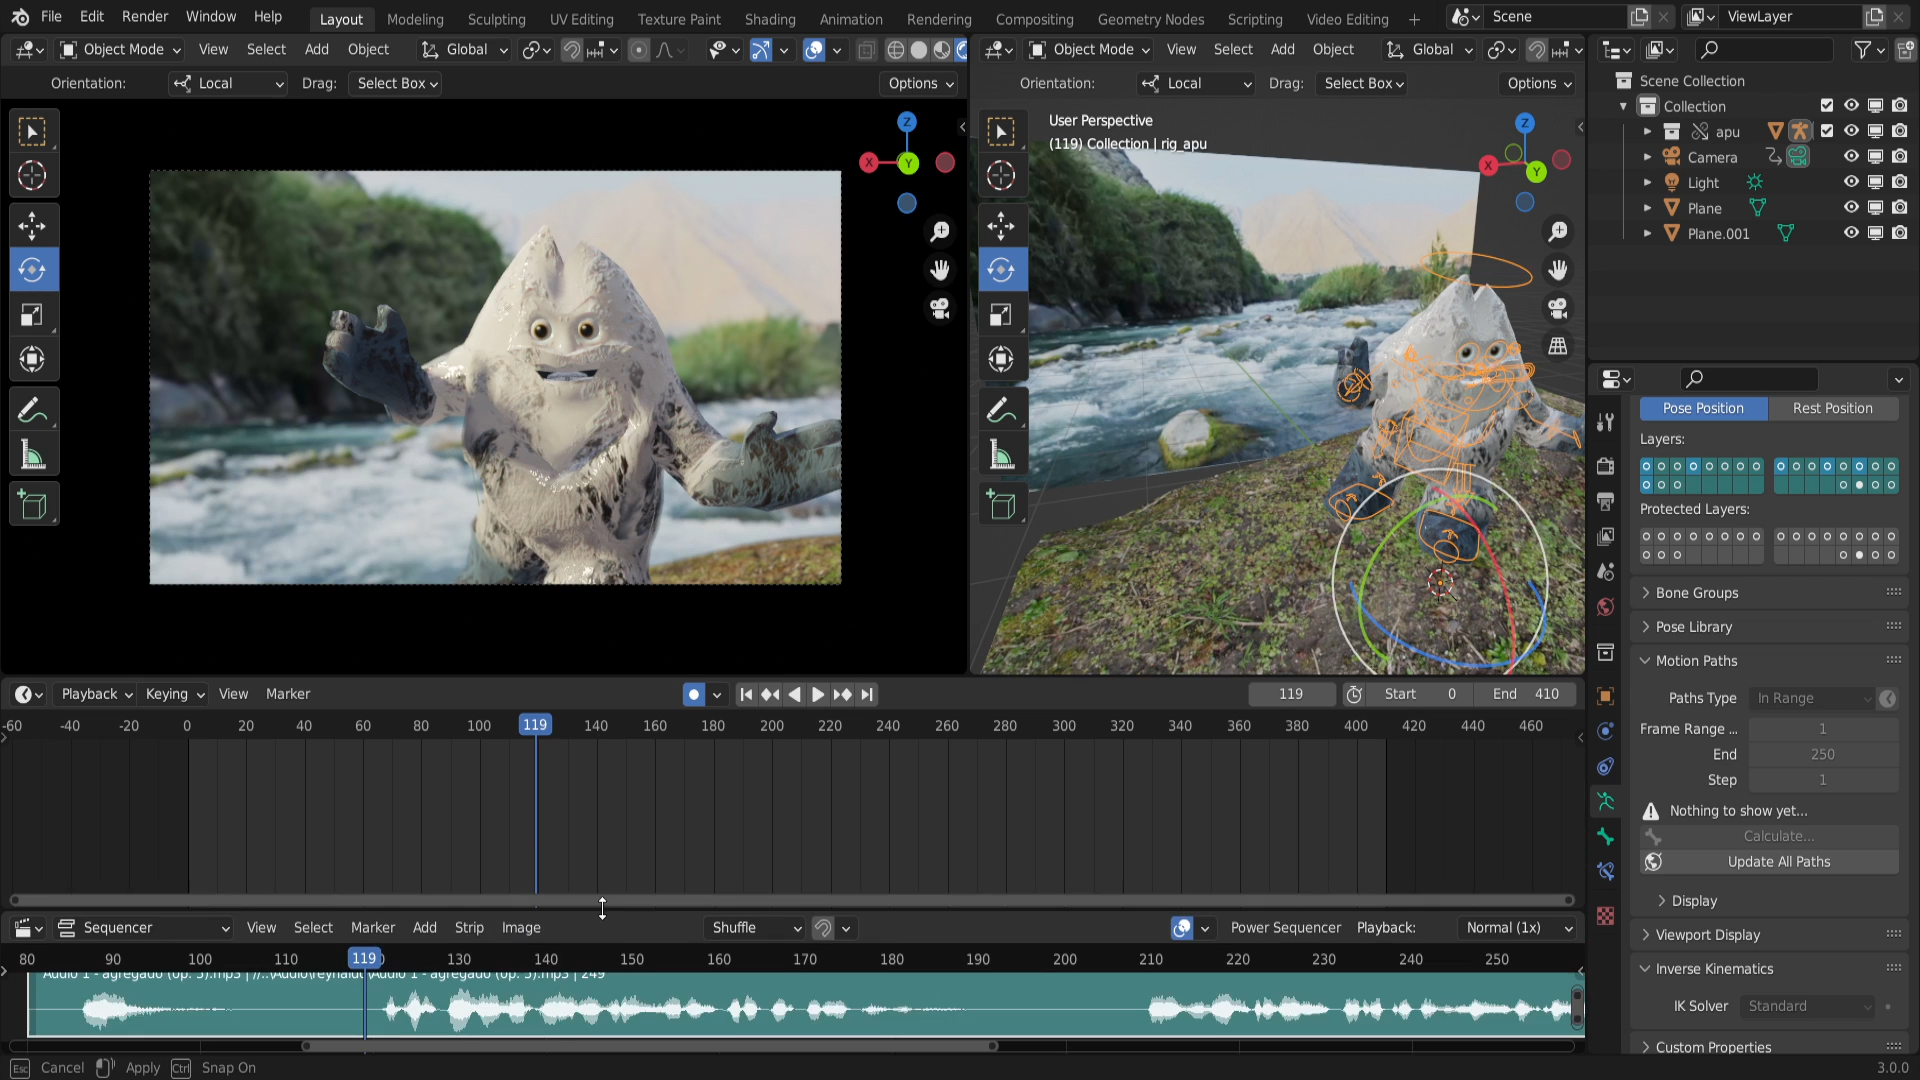 File Edit Render Window Help Layout Modeling Sculpting UV Editing Texture Paint Shading Animation Rendering Compositing Geometry Nodes Scripting Video Editing + Scene ViewLayer
Object Mode View Select Add Object Global
Object Mode View Select Add Object Global
Orientation: Local Drag: Select Box Options
Orientation: Local Drag: Select Box Options
Scene Collection
Collection
apu
Camera
Light
Plane
Plane.001
Z
X
Y
User Perspective
(119) Collection | rig_apu
Z
X
Y
Pose Position Rest Position
Layers:
Protected Layers:
Bone Groups
Pose Library
Motion Paths
Paths Type In Range
Frame Range ... 1
End 250
Step 1
Nothing to show yet...
Calculate...
Update All Paths
Display
Viewport Display
Inverse Kinematics
IK Solver Standard
Custom Properties
Playback Keying View Marker 119 Start 0 End 410
-60 -40 -20 0 20 40 60 80 100 119 140 160 180 200 220 240 260 280 300 320 340 360 380 400 420 440 460
Sequencer View Select Marker Add Strip Image Shuffle Power Sequencer Playback: Normal (1x)
80 90 100 110 119 130 140 150 160 170 180 190 200 210 220 230 240 250
Audio 1 - agregado (op. 5).mp3 | 249
Esc Cancel Apply Ctrl Snap On 3.0.0